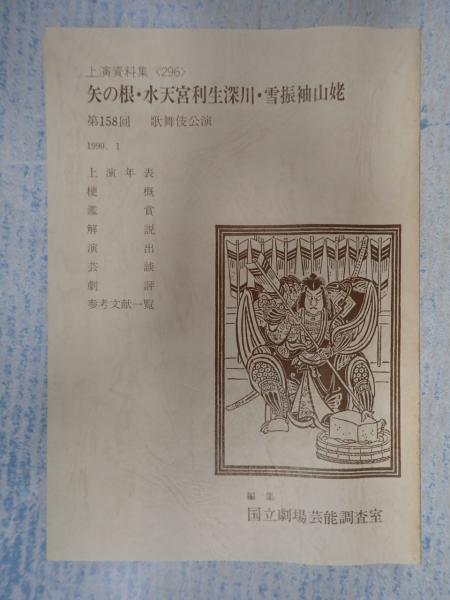 上演資料集〈296〉
矢の根・水天宮利生深川・雪振袖山姥
第158回 歌舞伎公演
1990. 1
上演年表
梗概
鑑賞
解説
演出
芸談
劇評
参考文献一覧
編集
国立劇場芸能調査室